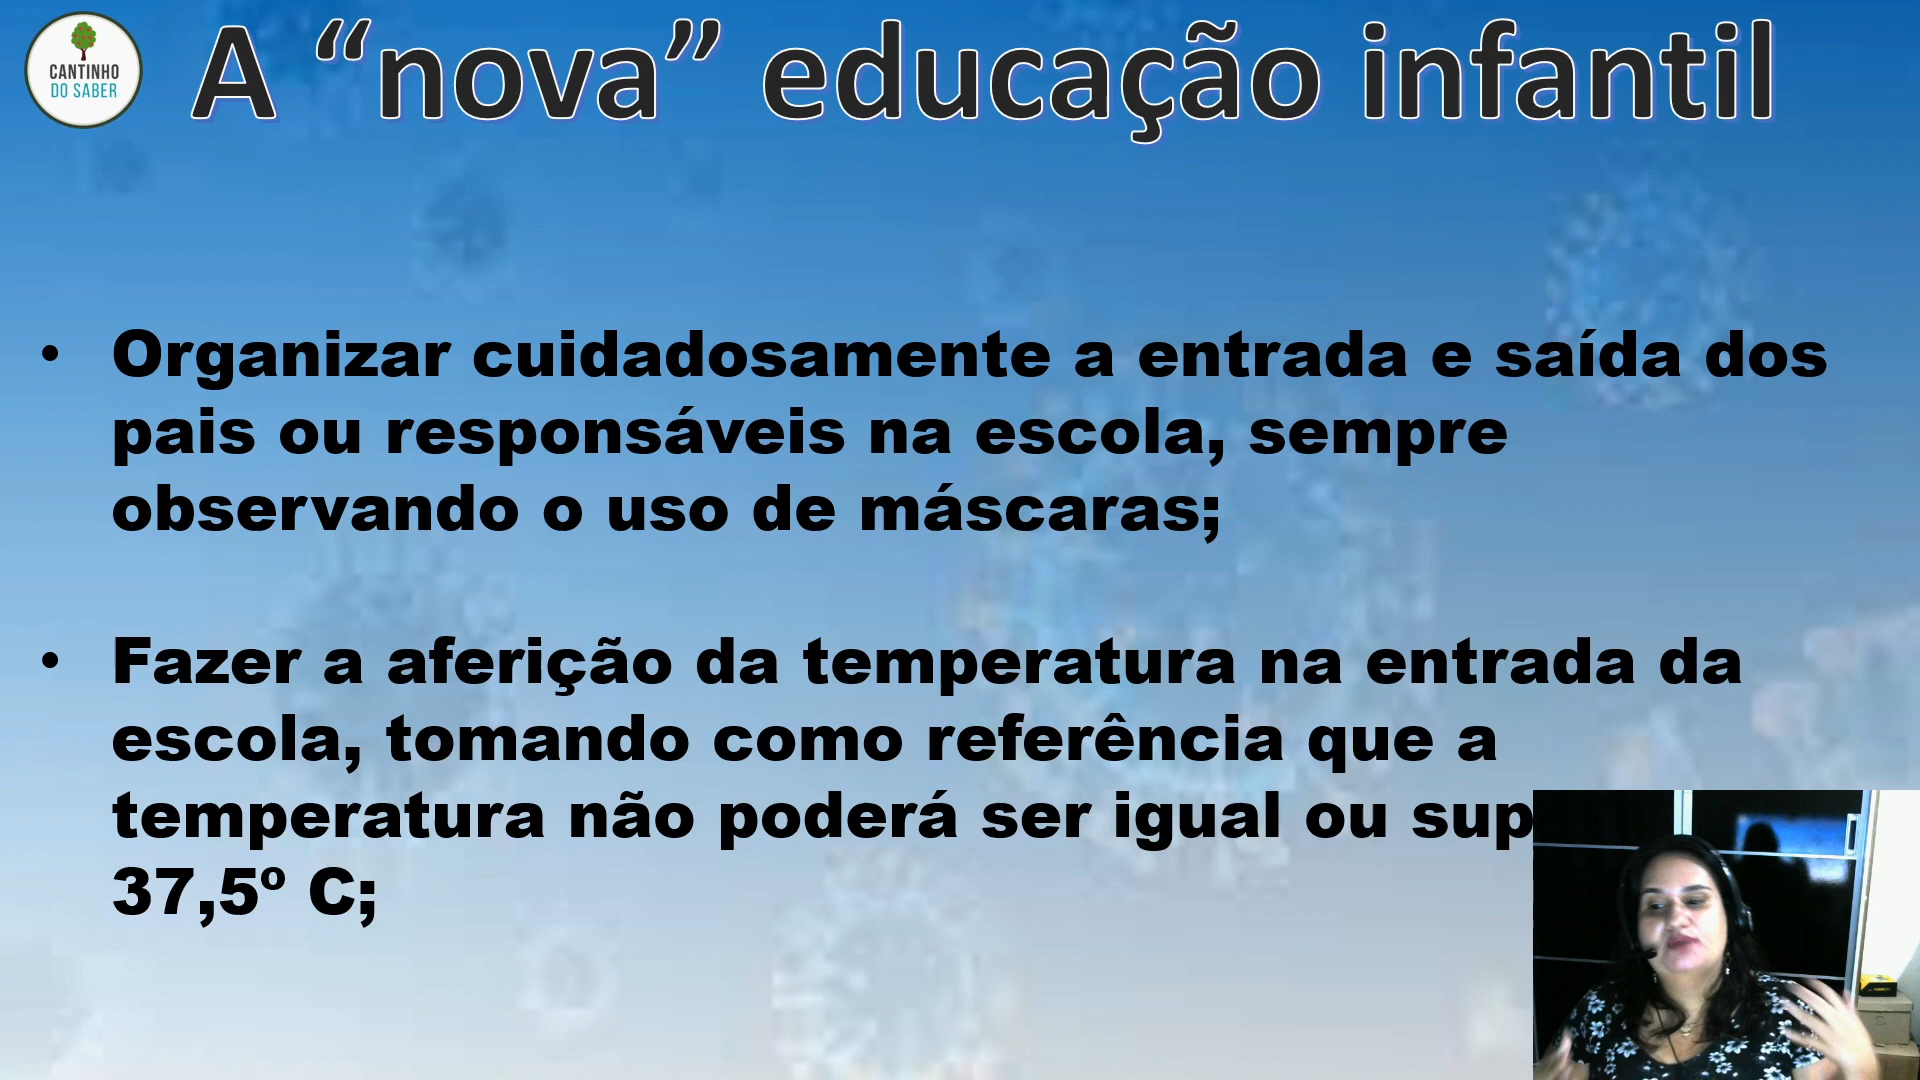 CANTINHO
DO SABER
A “nova” educação infantil
• Organizar cuidadosamente a entrada e saída dos
pais ou responsáveis na escola, sempre
observando o uso de máscaras;
• Fazer a aferição da temperatura na entrada da
escola, tomando como referência que a
temperatura não poderá ser igual ou sup
37,5º C;